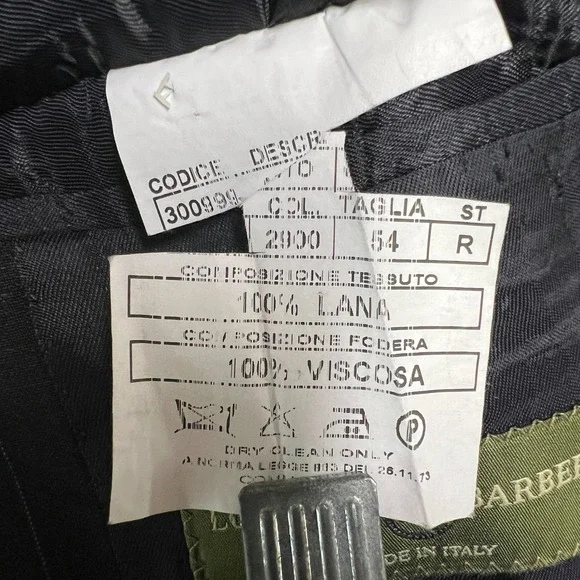 CODICE DESCR
300999
COL. TAGLIA ST
2900 54 R
COMPOSIZIONE TESSUTO
100% LANA
COMPOSIZIONE FODERA
100% VISCOSA
P
DRY CLEAN ONLY
A NORMA LEGGE 883 DEL 26.11.73
BARBER
DE IN ITALY